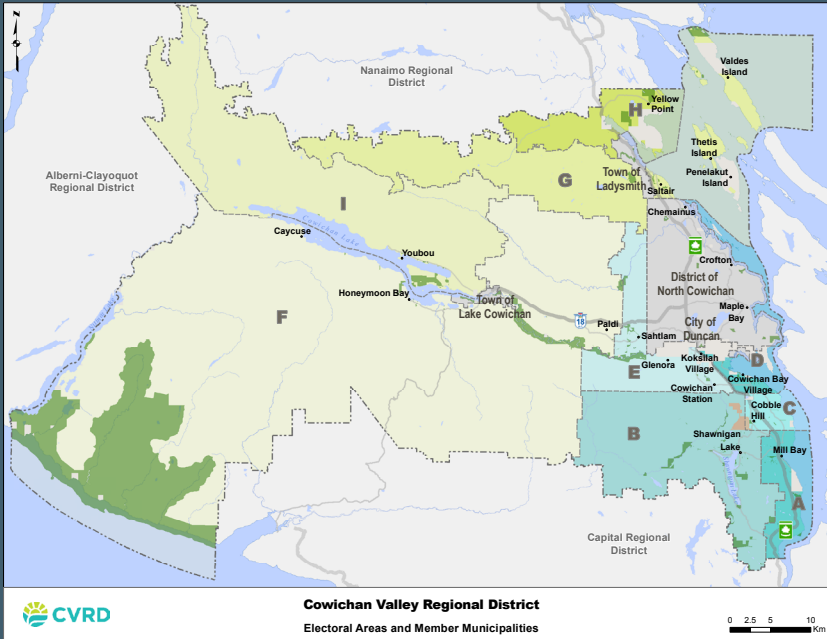 N
Nanaimo Regional
District
Valdes
Island
Yellow
Point
H
Alberni-Clayoquot
Regional District
Thetis
Island
G
Town of
Ladysmith
Penelakut
Island
Saltair
I
Chemainus
Cowichan Lake
Caycuse
Youbou
Crofton
District of
North Cowichan
Honeymoon Bay
Town of
Lake Cowichan
Maple
Bay
F
18
Paldi
City of
Duncan
Sahtlam
E
Glenora
Koksilah
Village
D
Cowichan Bay
Village
Cowichan
Station
Cobble
Hill
C
B
Shawnigan
Lake
Mill Bay
A
Capital Regional
District
CVRD
Cowichan Valley Regional District
Electoral Areas and Member Municipalities
0 2.5 5 10
Km